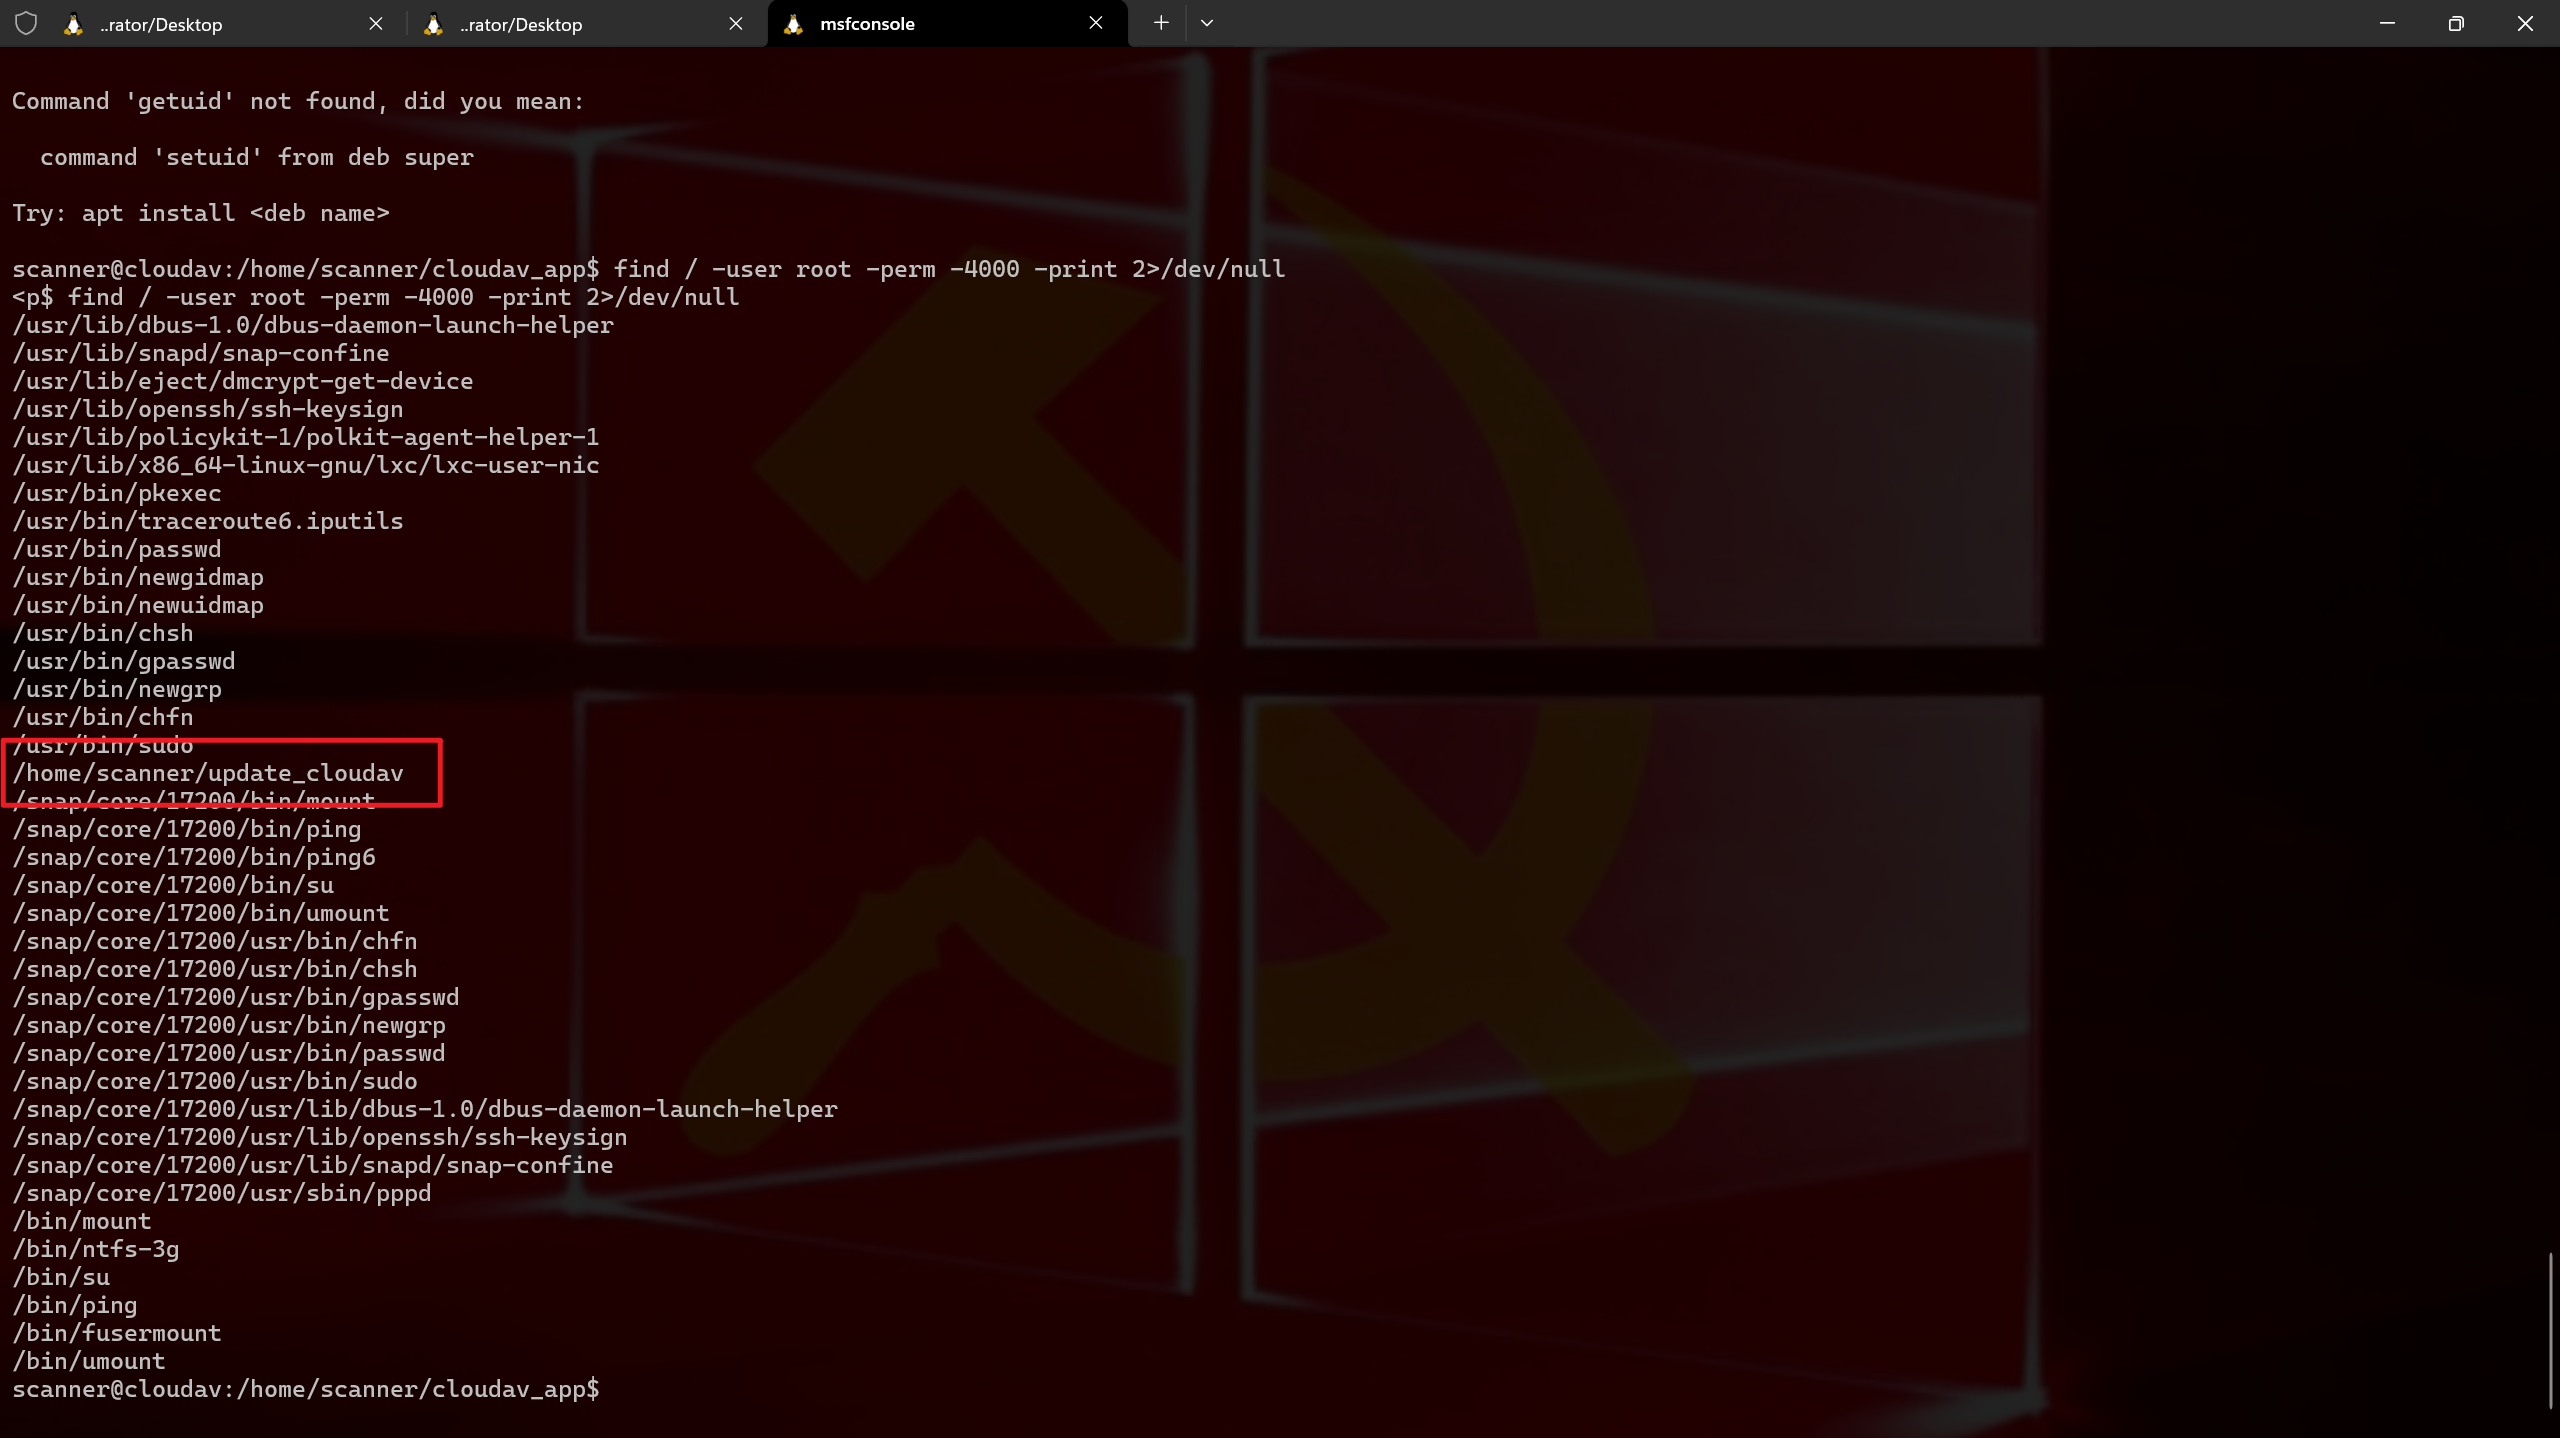 ..rator/Desktop
..rator/Desktop
msfconsole
Command 'getuid' not found, did you mean:
command 'setuid' from deb super
Try: apt install <deb name>
scanner@cloudav:/home/scanner/cloudav_app$ find / -user root -perm -4000 -print 2>/dev/null
<p$ find / -user root -perm -4000 -print 2>/dev/null
/usr/lib/dbus-1.0/dbus-daemon-launch-helper
/usr/lib/snapd/snap-confine
/usr/lib/eject/dmcrypt-get-device
/usr/lib/openssh/ssh-keysign
/usr/lib/policykit-1/polkit-agent-helper-1
/usr/lib/x86_64-linux-gnu/lxc/lxc-user-nic
/usr/bin/pkexec
/usr/bin/traceroute6.iputils
/usr/bin/passwd
/usr/bin/newgidmap
/usr/bin/newuidmap
/usr/bin/chsh
/usr/bin/gpasswd
/usr/bin/newgrp
/usr/bin/chfn
/usr/bin/sudo
/home/scanner/update_cloudav
/snap/core/17200/bin/mount
/snap/core/17200/bin/ping
/snap/core/17200/bin/ping6
/snap/core/17200/bin/su
/snap/core/17200/bin/umount
/snap/core/17200/usr/bin/chfn
/snap/core/17200/usr/bin/chsh
/snap/core/17200/usr/bin/gpasswd
/snap/core/17200/usr/bin/newgrp
/snap/core/17200/usr/bin/passwd
/snap/core/17200/usr/bin/sudo
/snap/core/17200/usr/lib/dbus-1.0/dbus-daemon-launch-helper
/snap/core/17200/usr/lib/openssh/ssh-keysign
/snap/core/17200/usr/lib/snapd/snap-confine
/snap/core/17200/usr/sbin/pppd
/bin/mount
/bin/ntfs-3g
/bin/su
/bin/ping
/bin/fusermount
/bin/umount
scanner@cloudav:/home/scanner/cloudav_app$